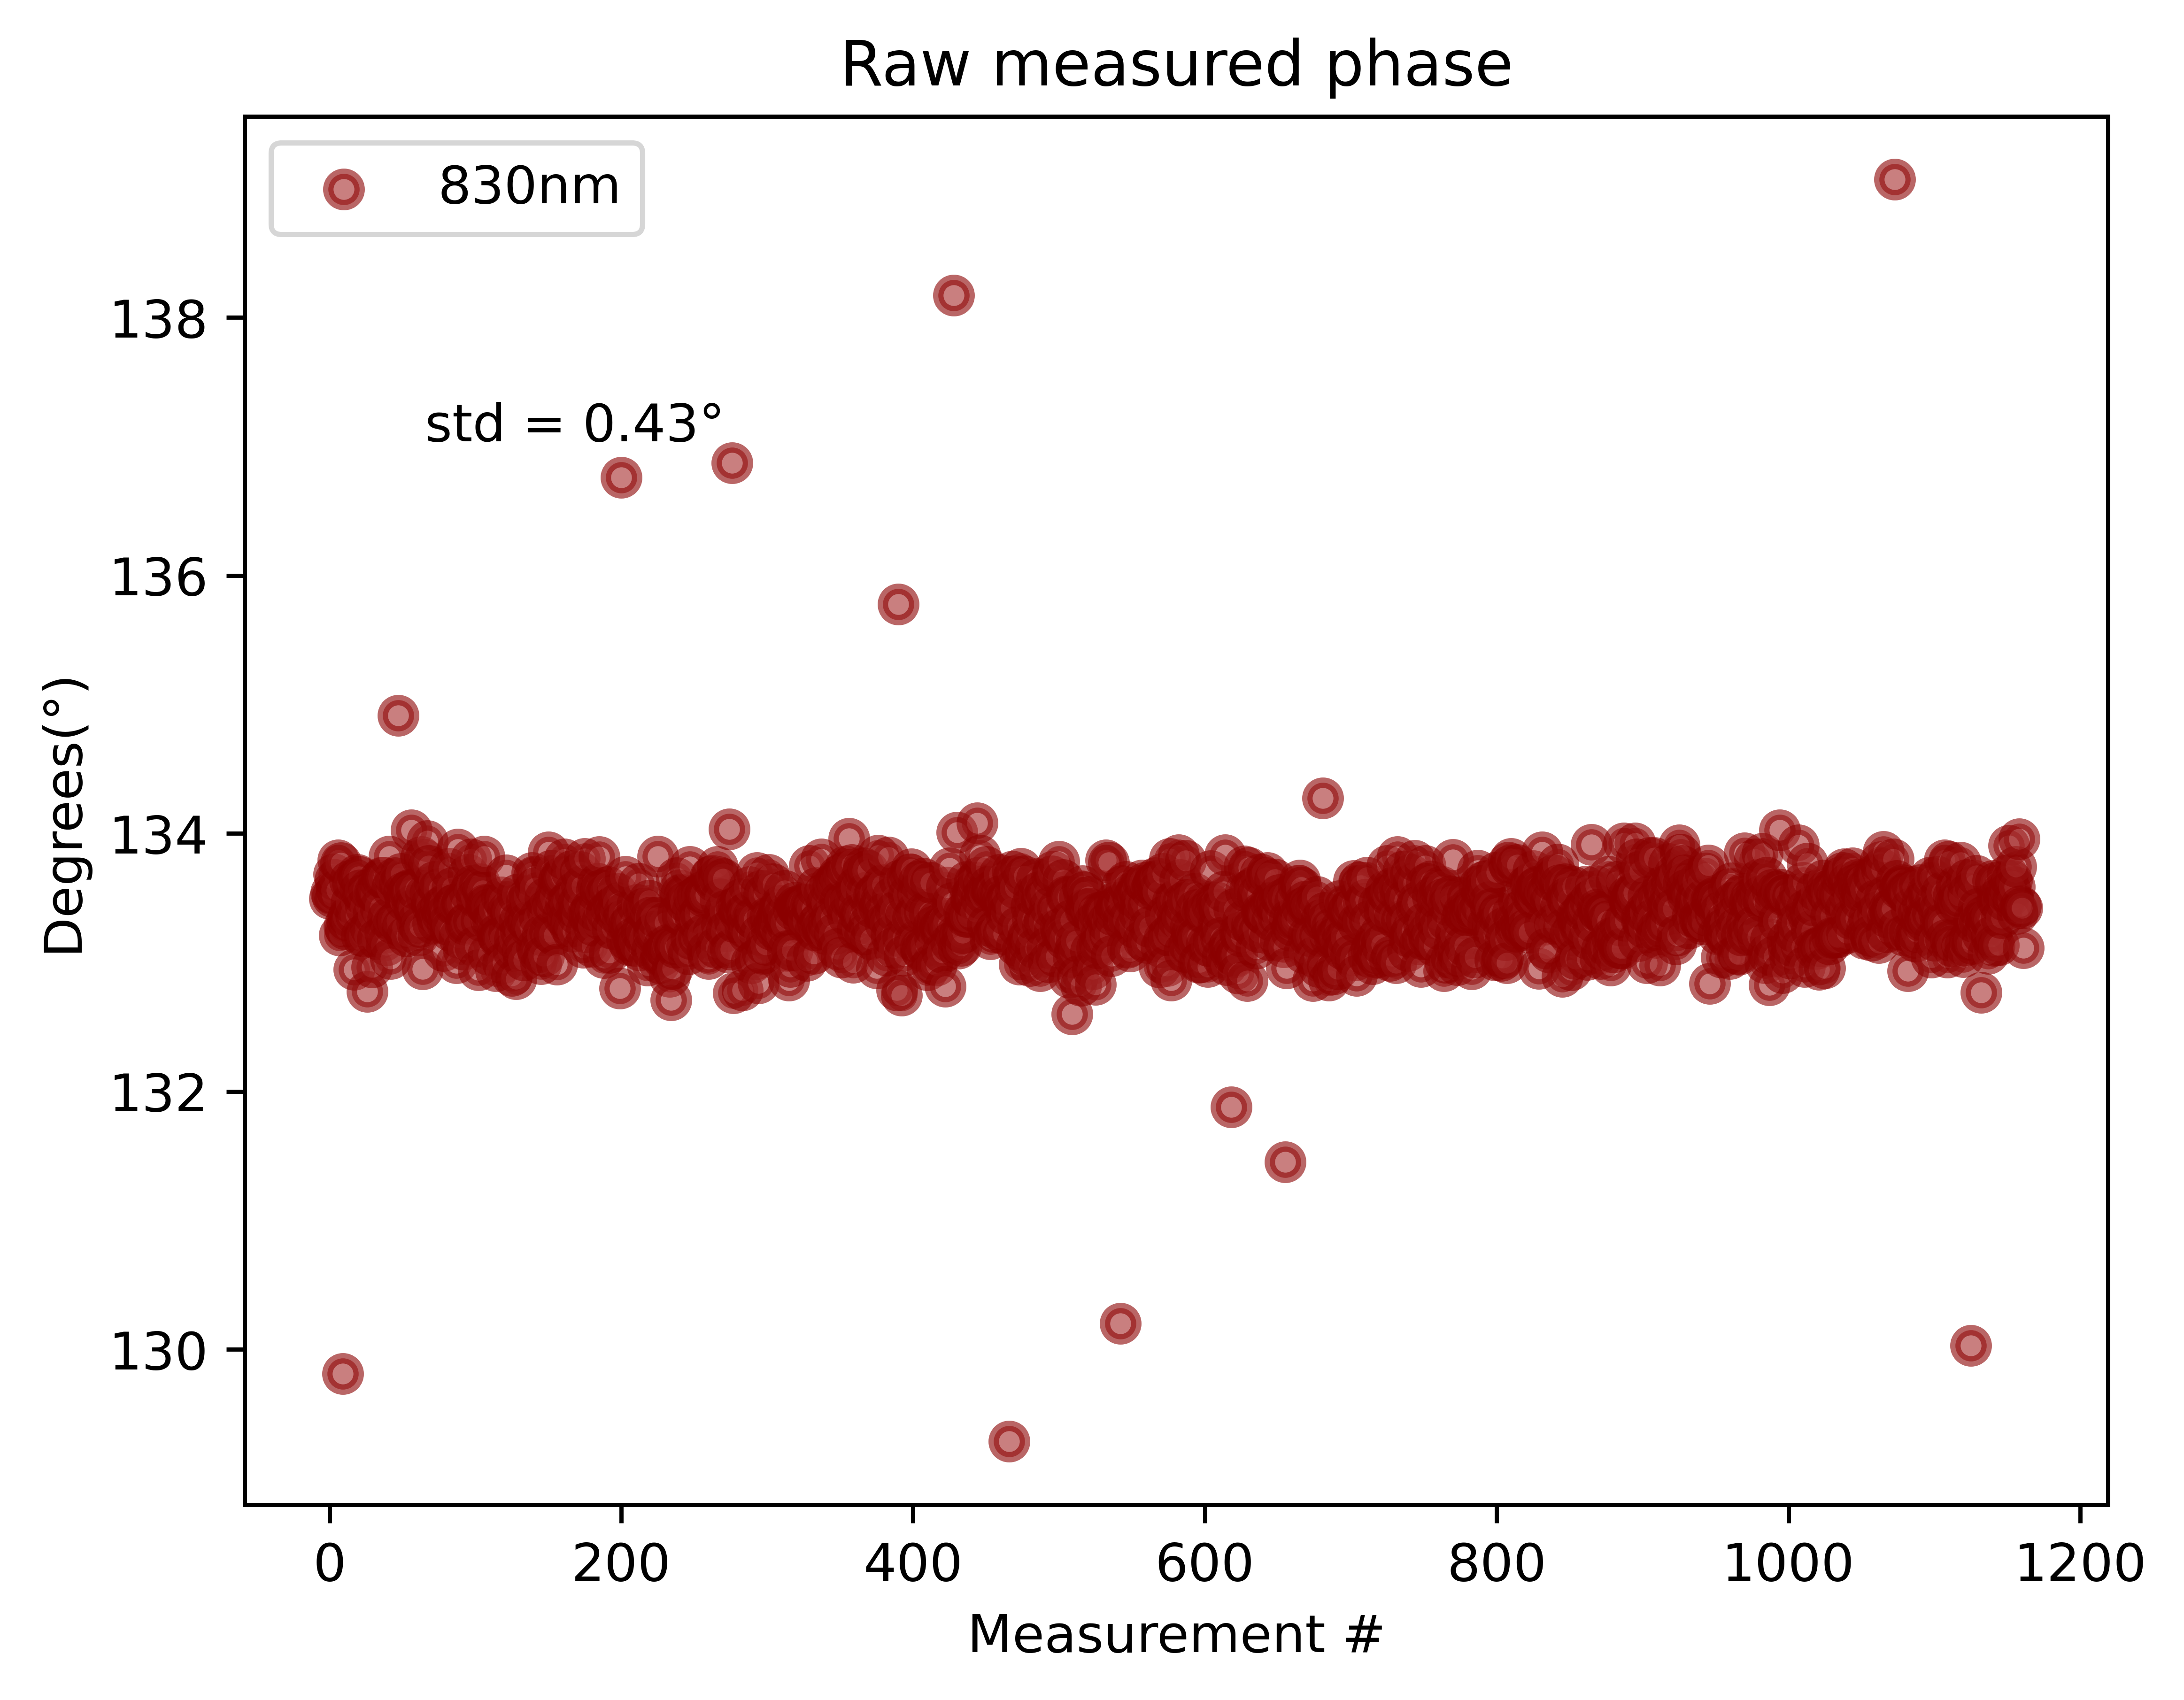 Raw measured phase
830nm
std = 0.43°
Degrees(°)
138
136
134
132
130
0 200 400 600 800 1000 1200
Measurement #